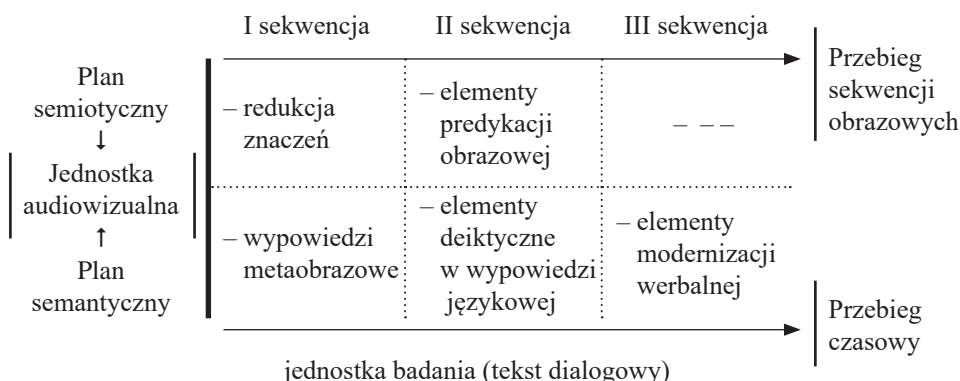 I sekwencja II sekwencja III sekwencja
Plan
semiotyczny
Jednostka
audiowizualna
Plan
semantyczny
– redukcja
znaczeń
– elementy
predykacji
obrazowej
– – –
Przebieg
sekwencji
obrazowych
– wypowiedzi
metaobrazowe
– elementy
deiktyczne
w wypowiedzi
językowej
– elementy
modernizacji
werbalnej
Przebieg
czasowy
jednostka badania (tekst dialogowy)